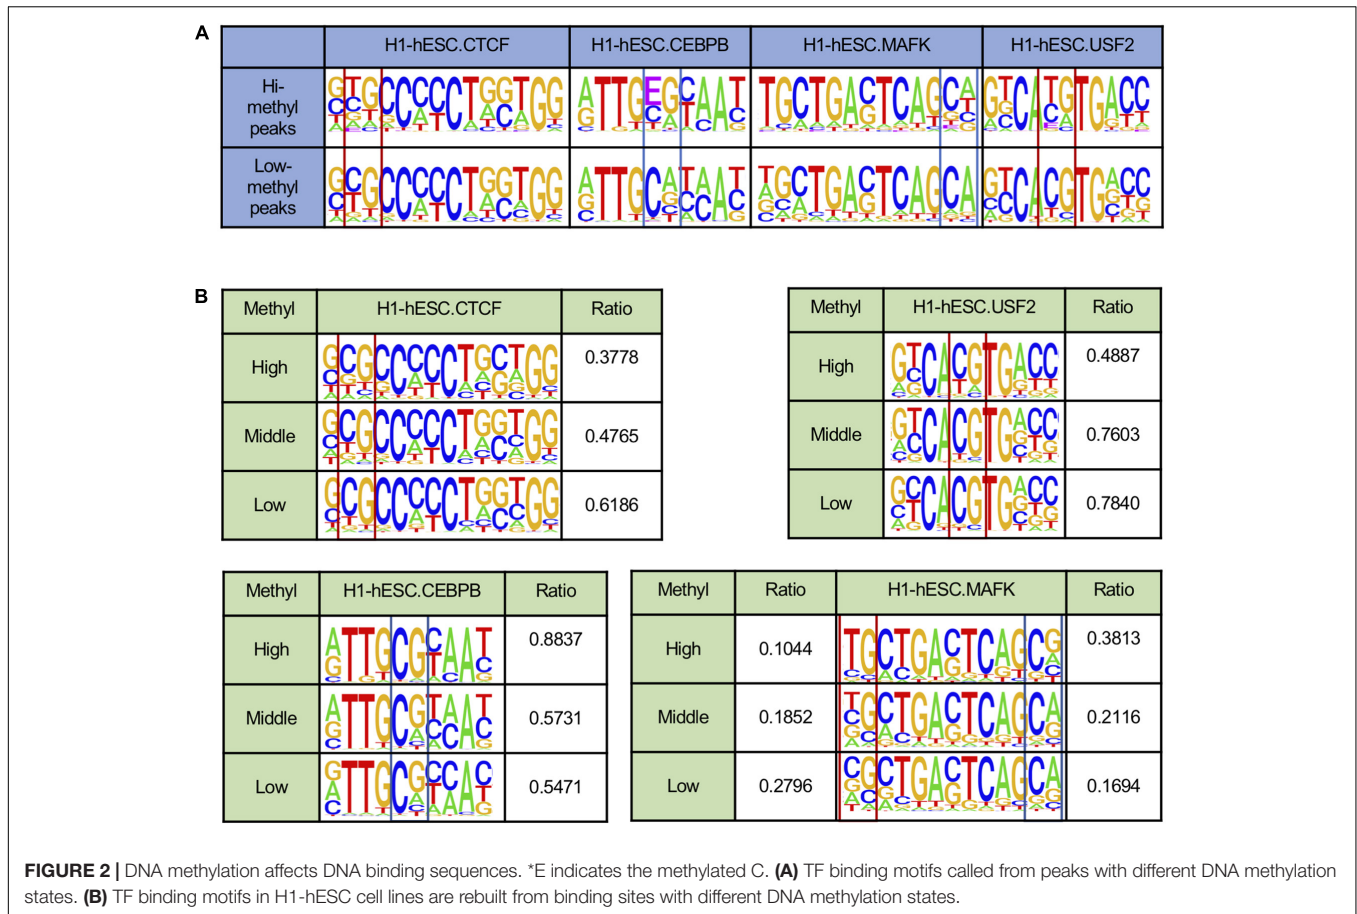 A
H1-hESC.CTCF H1-hESC.CEBPB H1-hESC.MAFK H1-hESC.USF2
Hi-
methyl
peaks
Low-
methyl
peaks
B
Methyl H1-hESC.CTCF Ratio
High 0.3778
Middle 0.4765
Low 0.6186
Methyl H1-hESC.USF2 Ratio
High 0.4887
Middle 0.7603
Low 0.7840
Methyl H1-hESC.CEBPB Ratio
High 0.8837
Middle 0.5731
Low 0.5471
Methyl Ratio H1-hESC.MAFK Ratio
High 0.1044 0.3813
Middle 0.1852 0.2116
Low 0.2796 0.1694
FIGURE 2 | DNA methylation affects DNA binding sequences. *E indicates the methylated C. (A) TF binding motifs called from peaks with different DNA methylation
states. (B) TF binding motifs in H1-hESC cell lines are rebuilt from binding sites with different DNA methylation states.